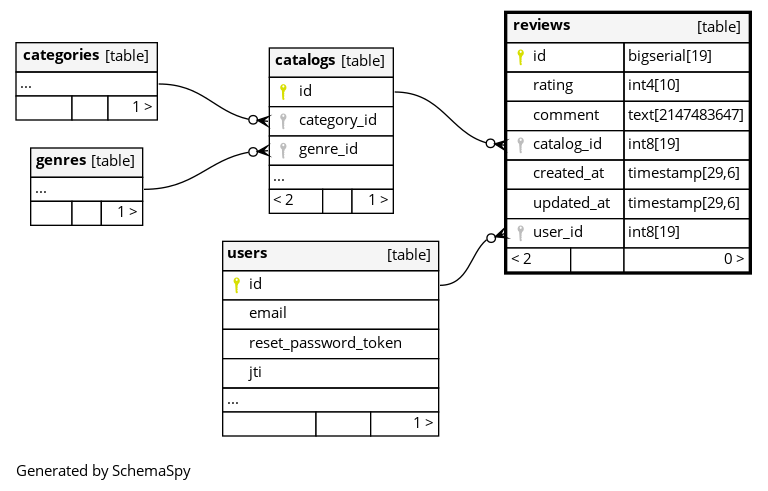 categories [table]
...
1 >
genres [table]
...
1 >
catalogs [table]
id
category_id
genre_id
...
< 2 1 >
users [table]
id
email
reset_password_token
jti
...
1 >
reviews [table]
id bigserial[19]
rating int4[10]
comment text[2147483647]
catalog_id int8[19]
created_at timestamp[29,6]
updated_at timestamp[29,6]
user_id int8[19]
< 2 0 >
Generated by SchemaSpy